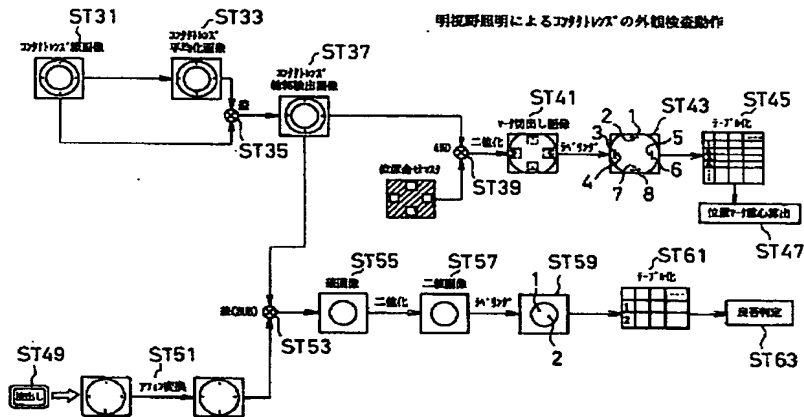 明視野照明によるコンタクトレンズの外観検査動作
ST31
コンタクトレンズ原画像
ST33
コンタクトレンズ
平均化画像
ST37
コンタクトレンズ
輪郭検出画像
差
ST35
ST41
マーク切出し画像
ST43
2
1
3
5
4
6
7
8
ST45
テーブル化
AND
二値化
ラベリング
位置合せマスク
ST39
位置マーク重心算出
ST47
ST55
差画像
ST57
二値画像
ST59
1
2
ST61
テーブル化
1
2
差(SUB)
二値化
ラベリング
ST53
良否判定
ST63
ST49
ST51
アフィン変換